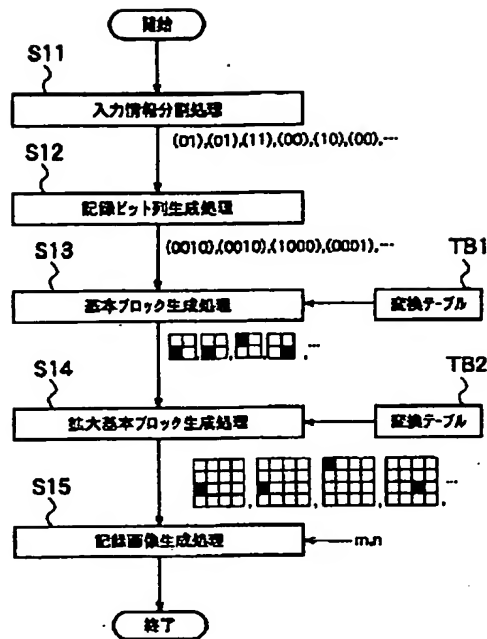 開始
S11
入力情報分割処理
(01),(01),(11),(00),(10),(00),…
S12
記録ビット列生成処理
(0010),(0010),(1000),(0001),…
S13
TB1
基本ブロック生成処理
変換テーブル
, , , , …
S14
TB2
拡大基本ブロック生成処理
変換テーブル
, , , , …
S15
記録画像生成処理
m,n
終了